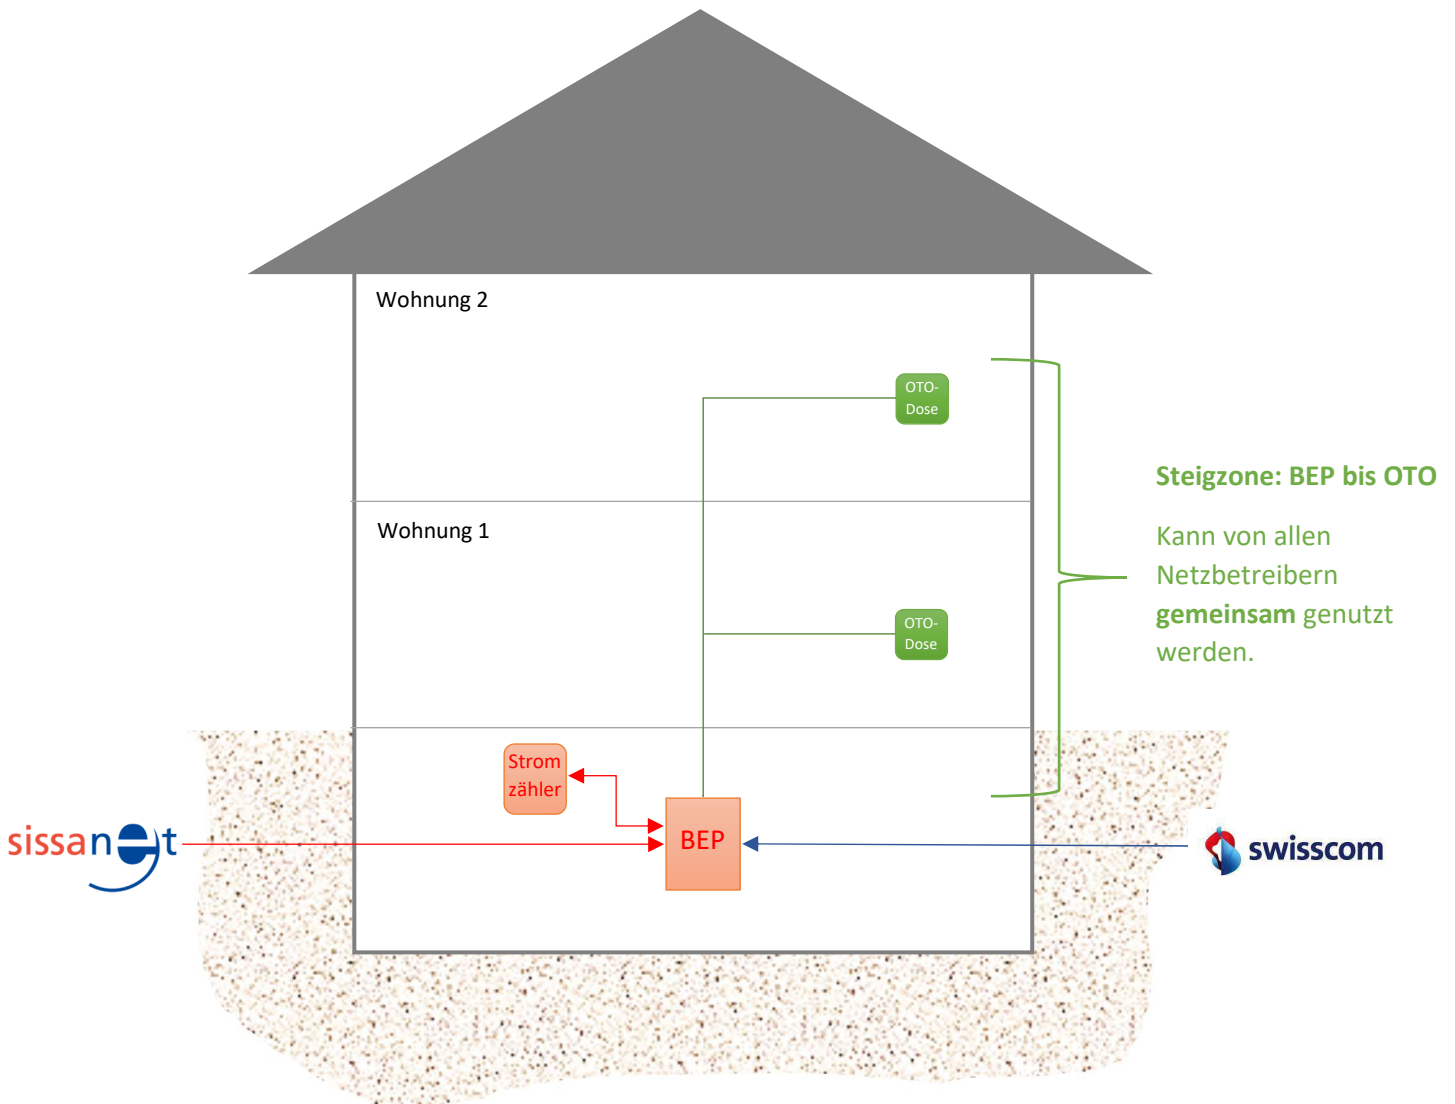 Wohnung 2
OTO-
Dose
Steigzone: BEP bis OTO
Wohnung 1
Kann von allen
Netzbetreibern
gemeinsam genutzt
werden.
OTO-
Dose
Strom
zähler
BEP
sissanet
swisscom